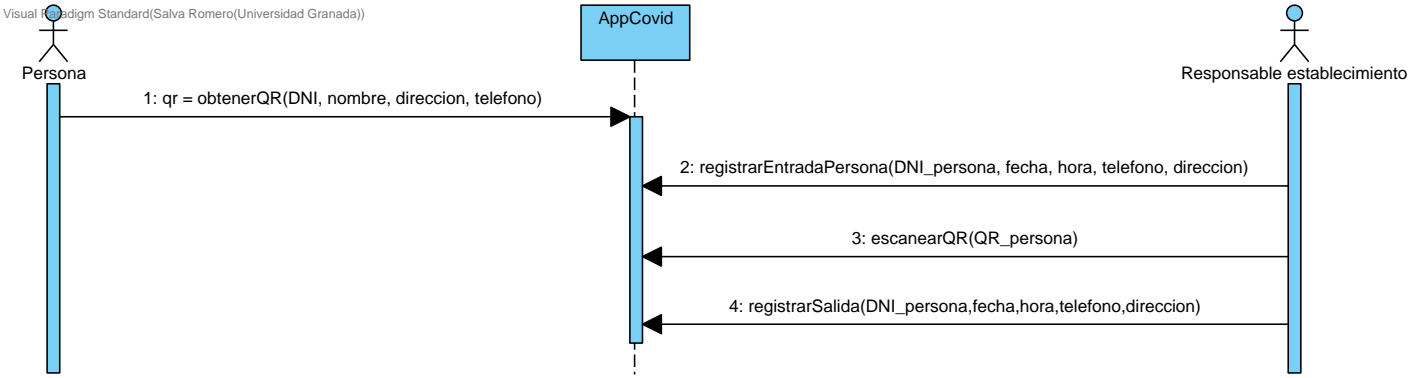 Visual Paradigm Standard(Salva Romero(Universidad Granada))
AppCovid
Persona
Responsable establecimiento
1: qr = obtenerQR(DNI, nombre, direccion, telefono)
2: registrarEntradaPersona(DNI_persona, fecha, hora, telefono, direccion)
3: escanearQR(QR_persona)
4: registrarSalida(DNI_persona,fecha,hora,telefono,direccion)